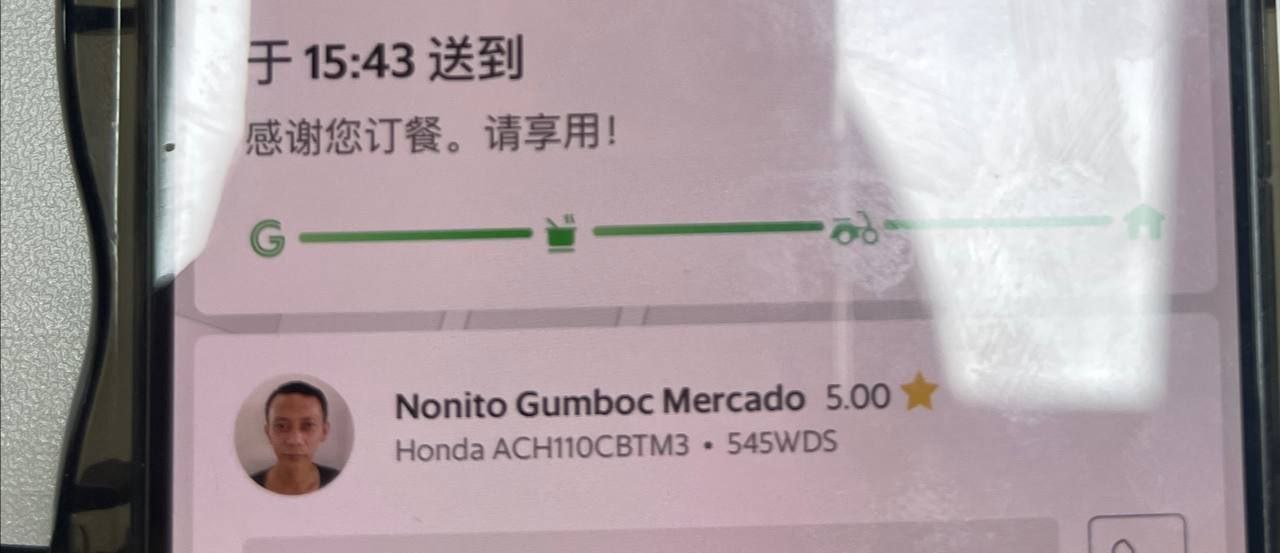 于 15:43 送到
感谢您订餐。请享用！
G
Nonito Gumboc Mercado 5.00
Honda ACH110CBTM3 • 545WDS